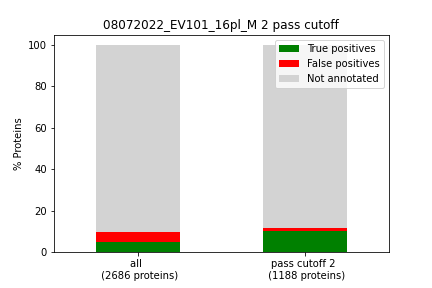 08072022_EV101_16pl_M 2 pass cutoff
% Proteins
100
80
60
40
20
0
True positives
False positives
Not annotated
all
(2686 proteins)
pass cutoff 2
(1188 proteins)